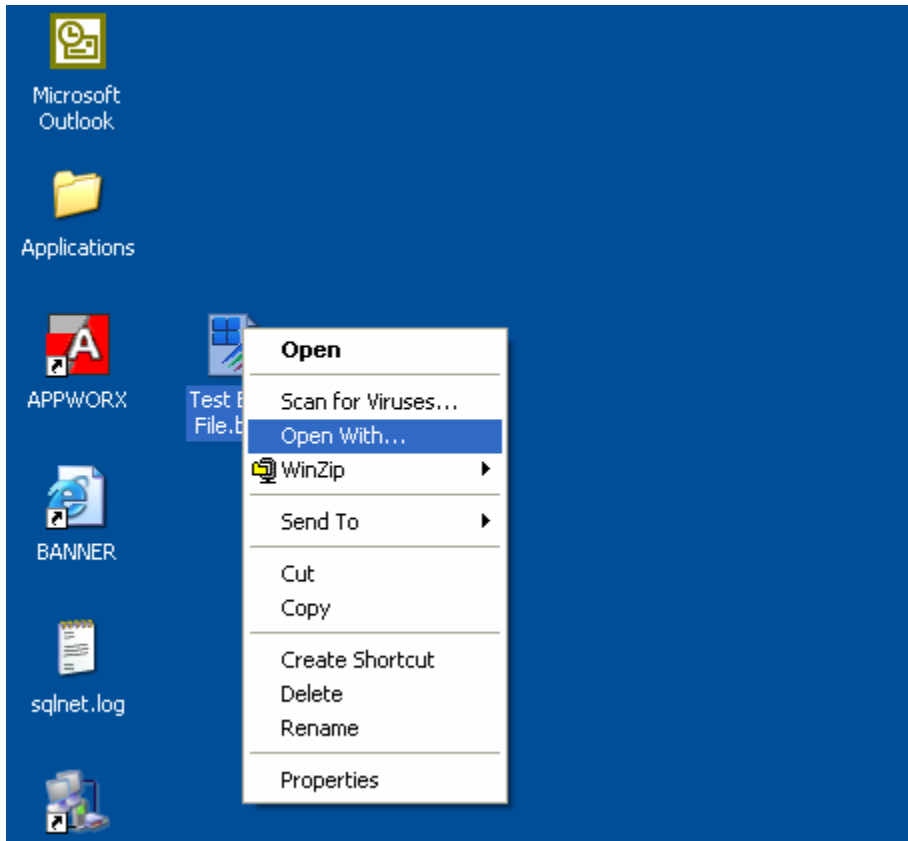 Microsoft
Outlook
Applications
APPWORX
BANNER
sqlnet.log
Test
File.b
Open
Scan for Viruses...
Open With...
WinZip
Send To
Cut
Copy
Create Shortcut
Delete
Rename
Properties